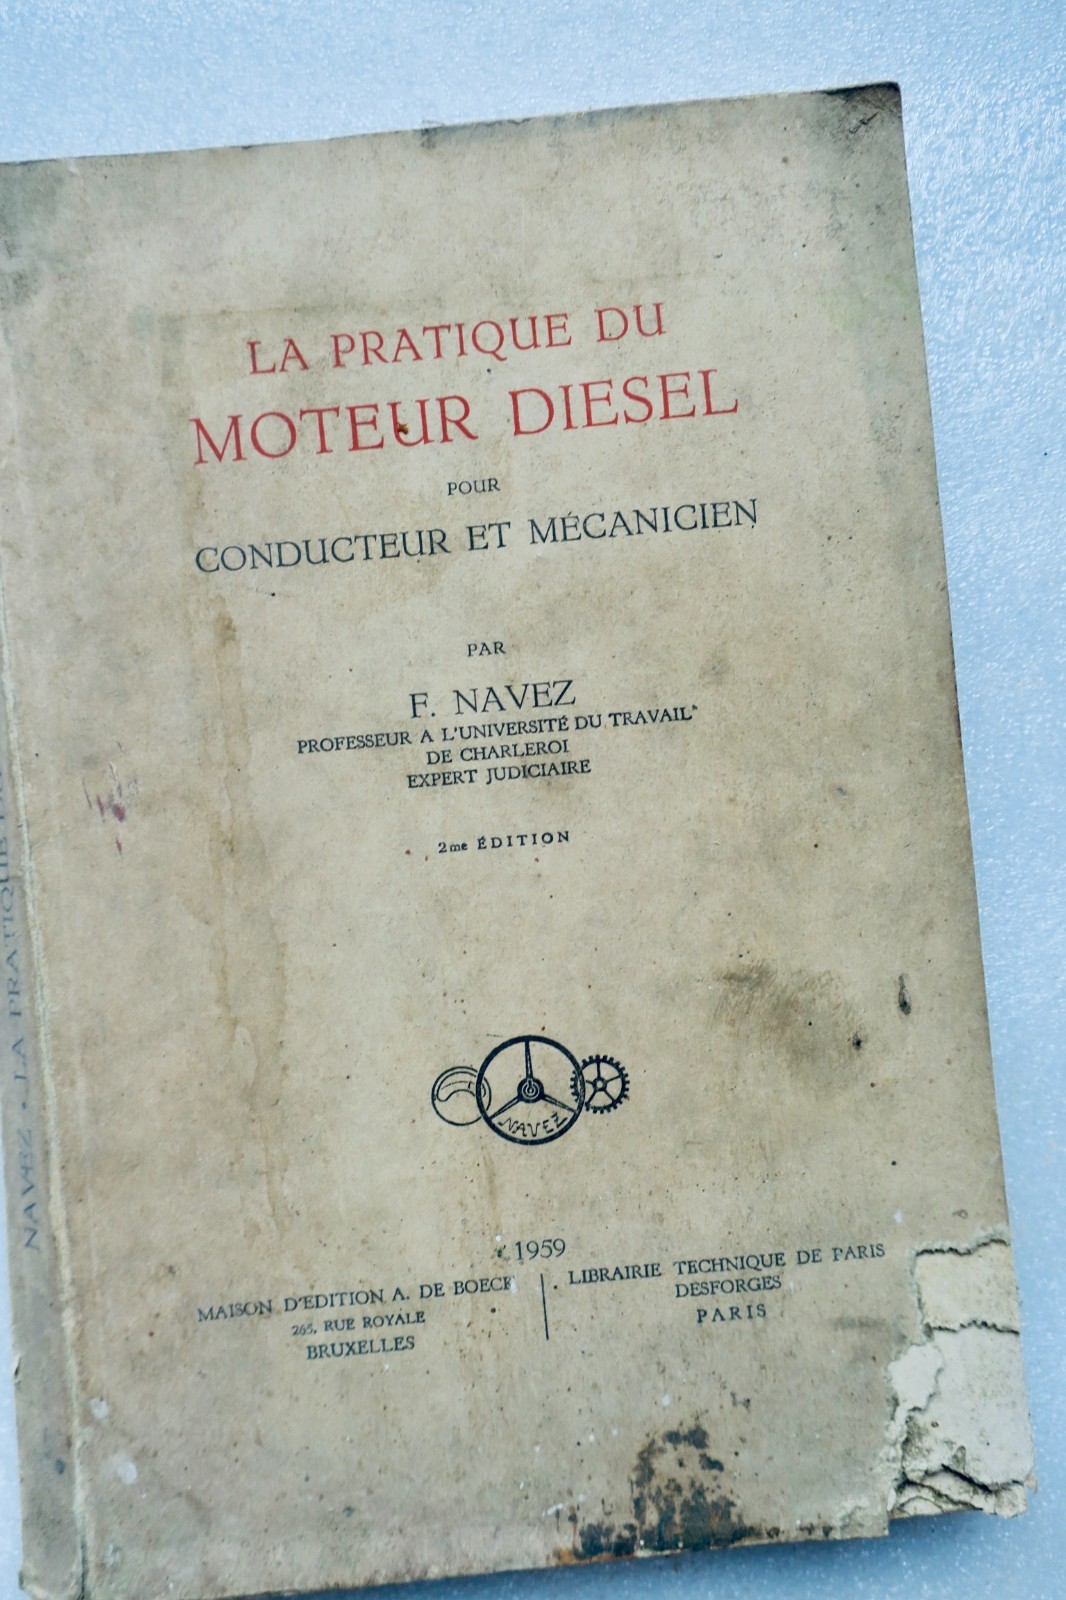 LA PRATIQUE DU
MOTEUR DIESEL
POUR
CONDUCTEUR ET MÉCANICIEN
PAR
F. NAVEZ
PROFESSEUR A L'UNIVERSITÉ DU TRAVAIL
DE CHARLEROI
EXPERT JUDICIAIRE
2me ÉDITION
NAVEZ
1959
MAISON D'EDITION A. DE BOECK
265, RUE ROYALE
BRUXELLES
LIBRAIRIE TECHNIQUE DE PARIS
DESFORGES
PARIS
NAVEZ - LA PRATIQUE